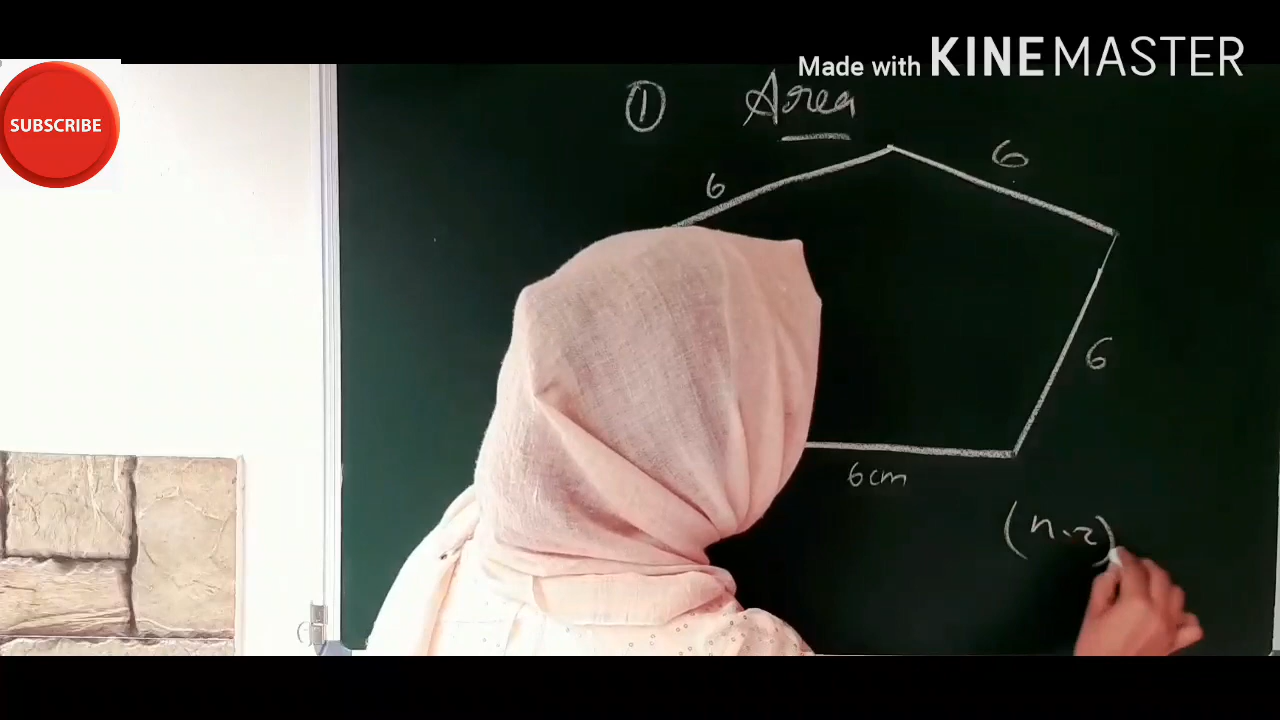 Made with KINEMASTER
SUBSCRIBE
① Area
6
6
6
6cm
(n-2)